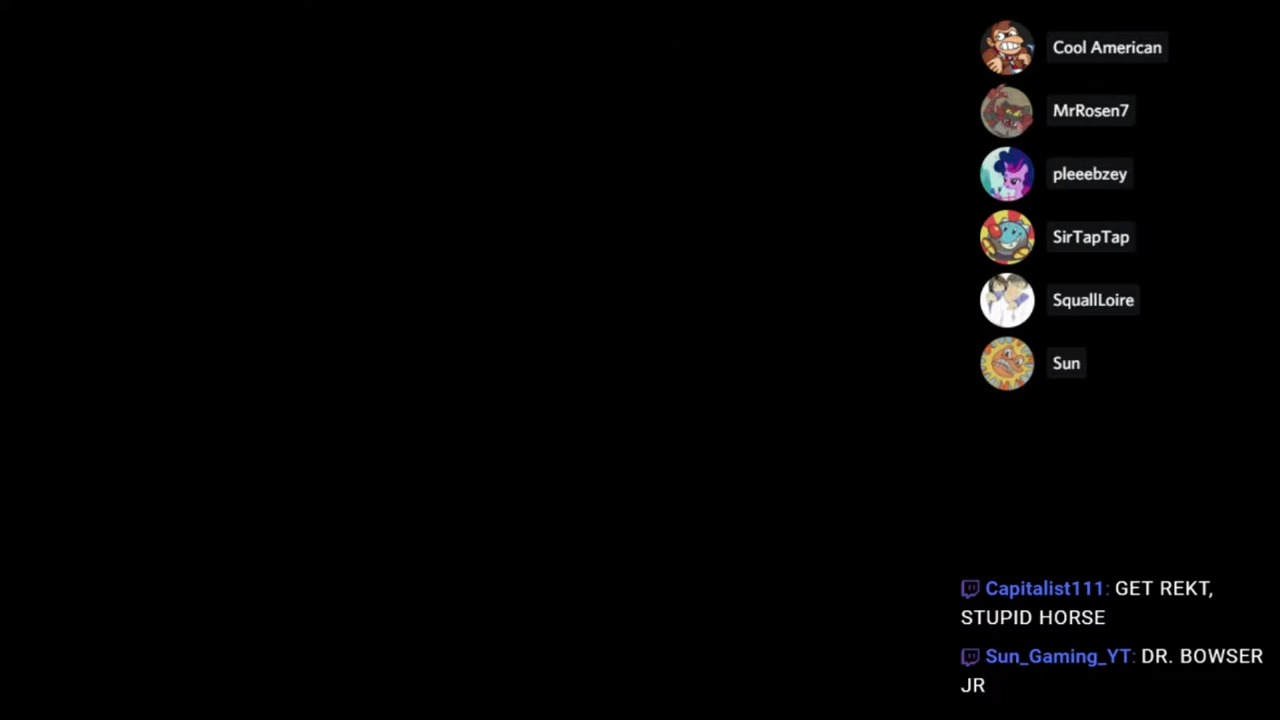 Cool American
MrRosen7
pleeebzey
SirTapTap
SquallLoire
Sun
Capitalist111: GET REKT,
STUPID HORSE
Sun_Gaming_YT: DR. BOWSER
JR